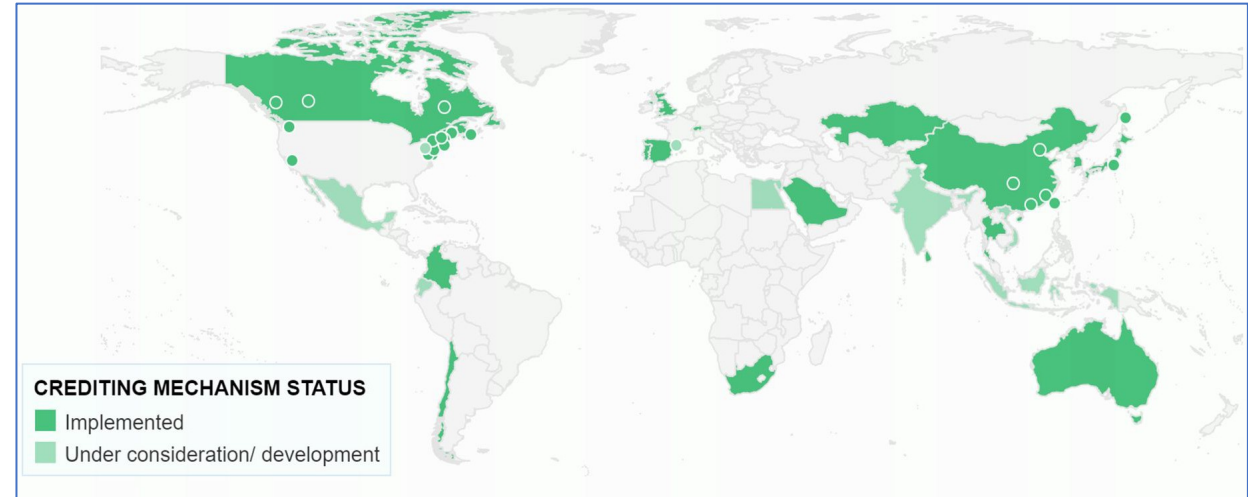 CREDITING MECHANISM STATUS
Implemented
Under consideration/ development